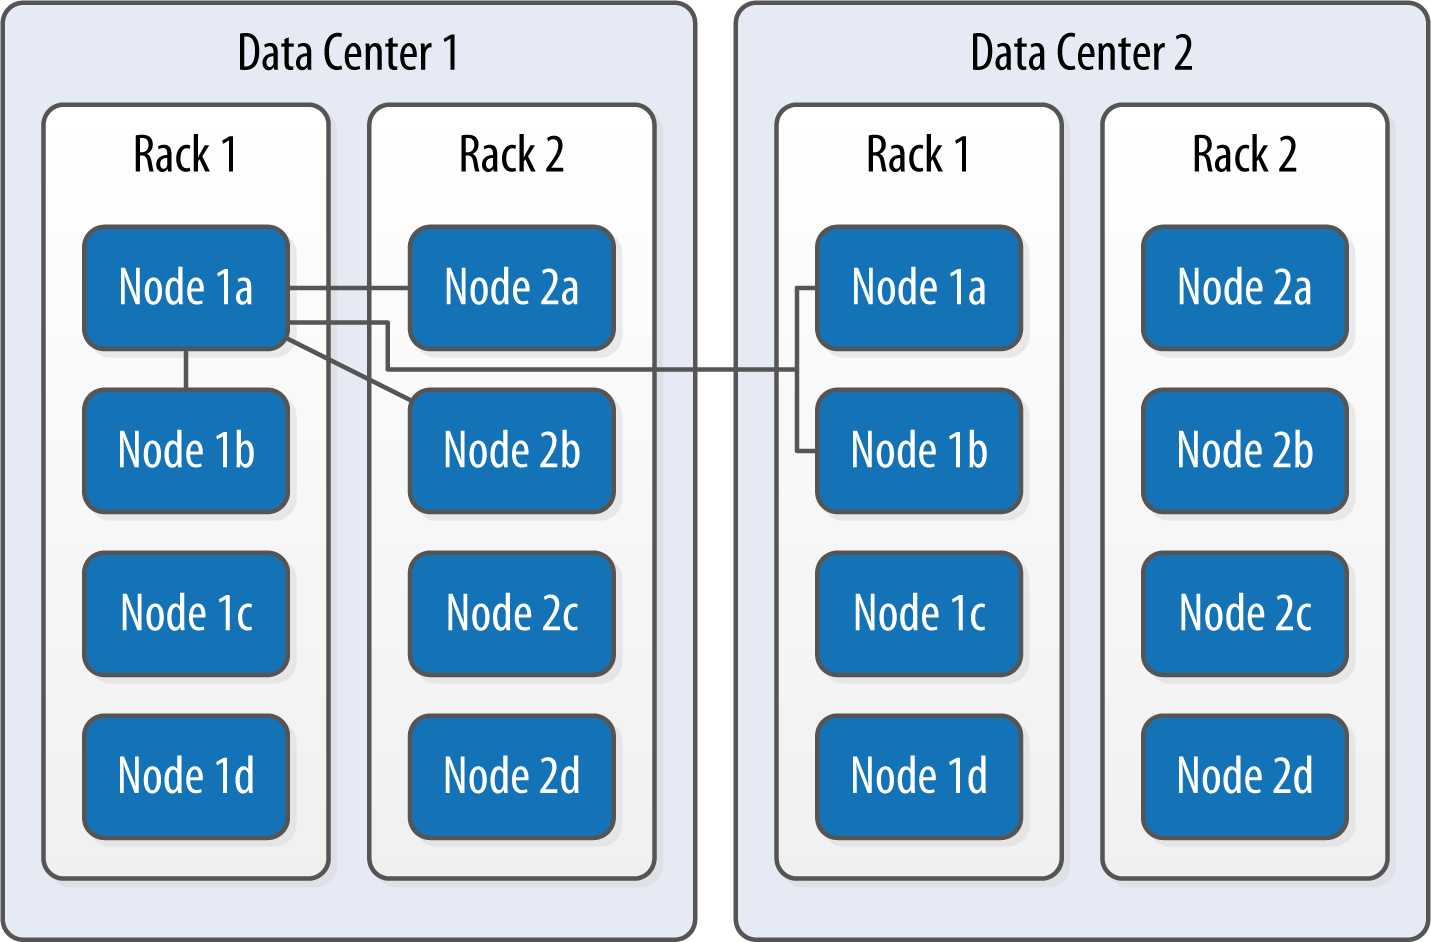 Data Center 1
Rack 1
Node 1a
Node 1b
Node 1c
Node 1d
Rack 2
Node 2a
Node 2b
Node 2c
Node 2d
Data Center 2
Rack 1
Node 1a
Node 1b
Node 1c
Node 1d
Rack 2
Node 2a
Node 2b
Node 2c
Node 2d